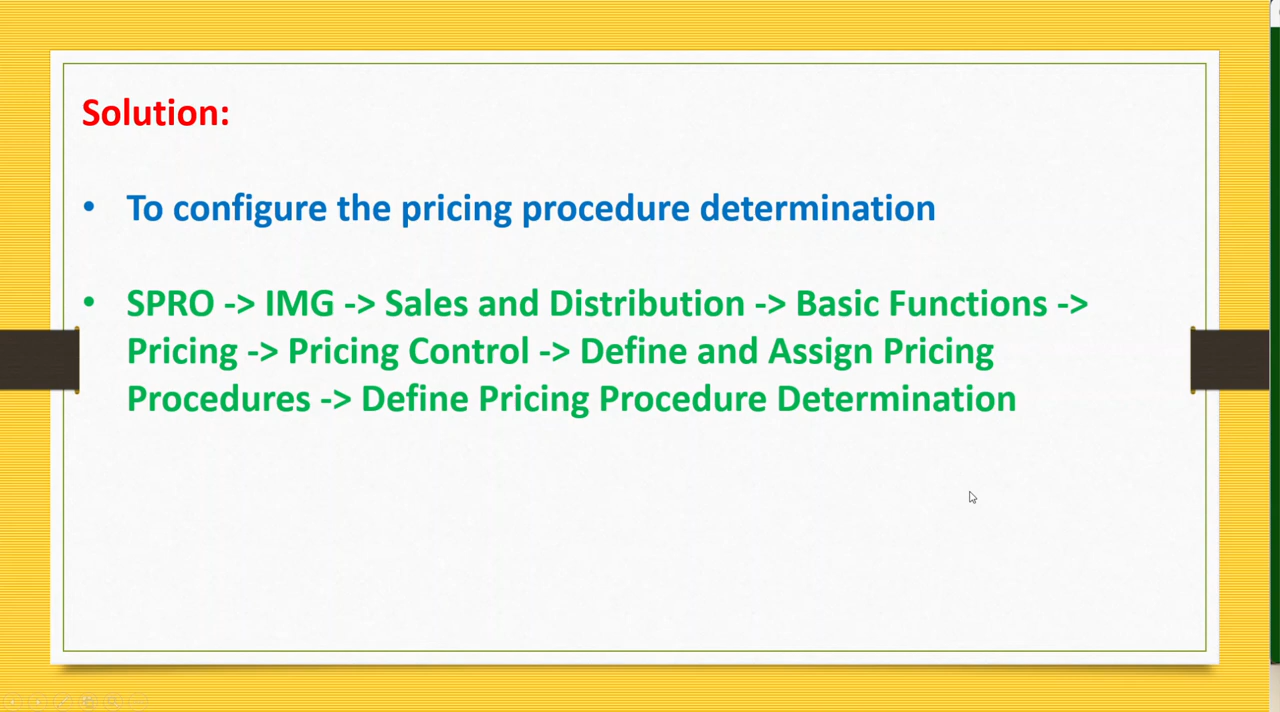 Solution:
• To configure the pricing procedure determination
• SPRO -> IMG -> Sales and Distribution -> Basic Functions ->
Pricing -> Pricing Control -> Define and Assign Pricing
Procedures -> Define Pricing Procedure Determination